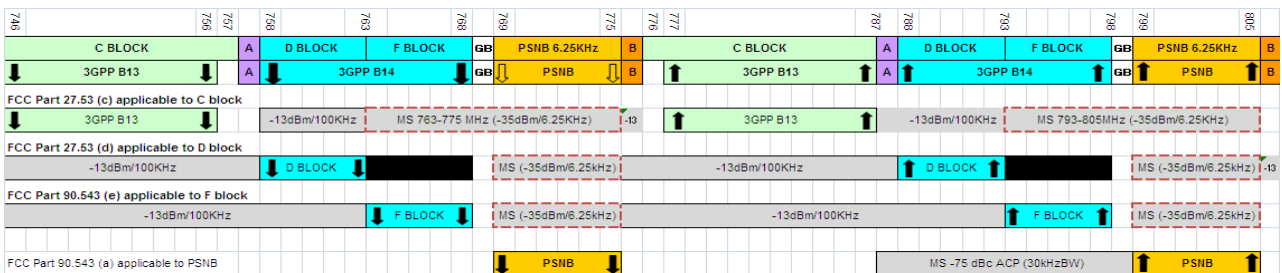 746 756 757 758 763 768 769 775 776 777 787 788 793 798 799 805
C BLOCK A D BLOCK F BLOCK GB PSNB 6.25KHz B C BLOCK A D BLOCK F BLOCK GB PSNB 6.25KHz B
3GPP B13 A 3GPP B14 GB PSNB B 3GPP B13 A 3GPP B14 GB PSNB B
FCC Part 27.53 (c) applicable to C block
3GPP B13 -13dBm/100KHz MS 763-775 MHz (-35dBm/6.25KHz) -13 3GPP B13 -13dBm/100KHz MS 793-805MHz (-35dBm/6.25KHz)
FCC Part 27.53 (d) applicable to D block
-13dBm/100KHz D BLOCK MS (-35dBm/6.25kHz) -13dBm/100KHz D BLOCK MS (-35dBm/6.25kHz) -13
FCC Part 90.543 (e) applicable to F block
-13dBm/100KHz F BLOCK MS (-35dBm/6.25kHz) -13dBm/100KHz F BLOCK MS (-35dBm/6.25kHz)
FCC Part 90.543 (a) applicable to PSNB PSNB MS -75 dBc ACP (30kHzBW) PSNB